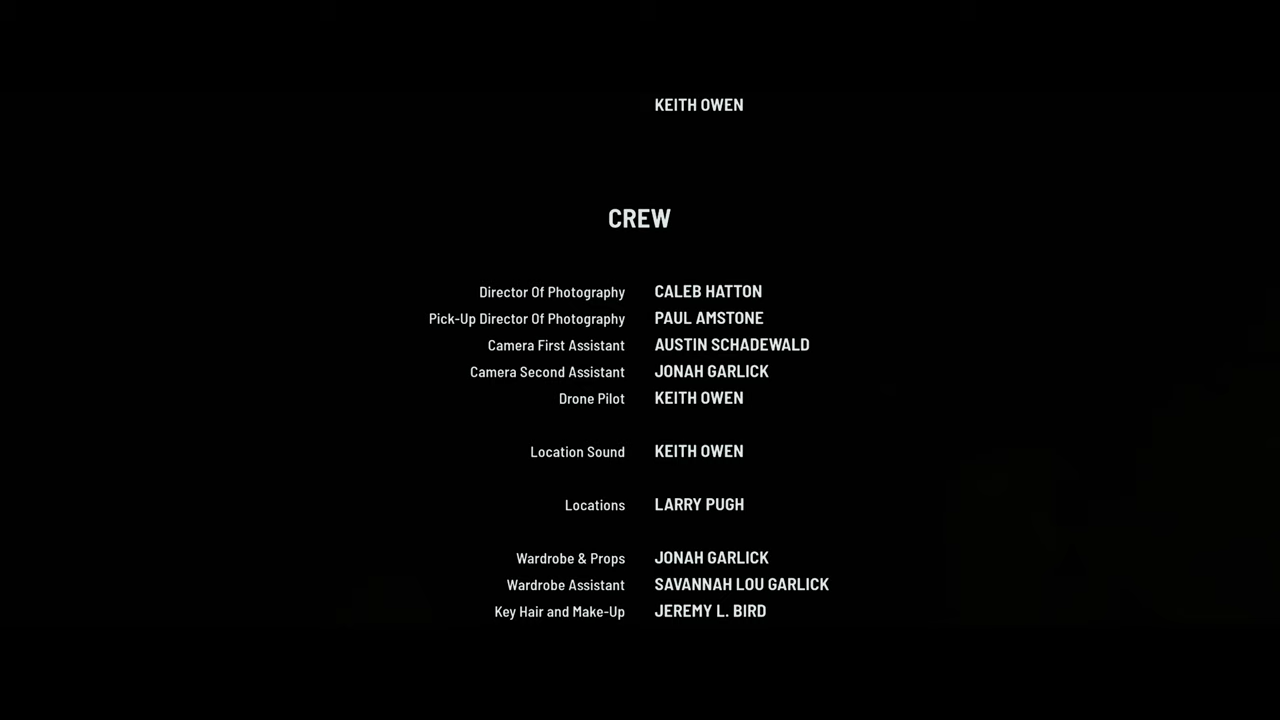 KEITH OWEN
CREW
Director Of Photography CALEB HATTON
Pick-Up Director Of Photography PAUL AMSTONE
Camera First Assistant AUSTIN SCHADEWALD
Camera Second Assistant JONAH GARLICK
Drone Pilot KEITH OWEN
Location Sound KEITH OWEN
Locations LARRY PUGH
Wardrobe & Props JONAH GARLICK
Wardrobe Assistant SAVANNAH LOU GARLICK
Key Hair and Make-Up JEREMY L. BIRD